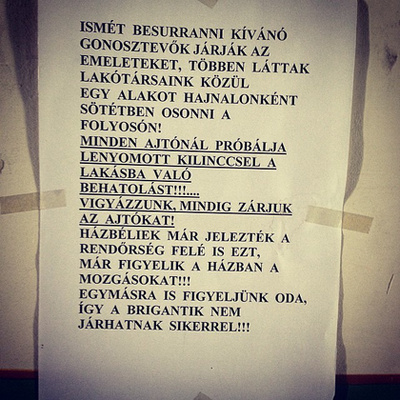 ISMÉT BESURRANNI KÍVÁNÓ
GONOSZTEVŐK JÁRJÁK AZ
EMELETEKET, TÖBBEN LÁTTAK
LAKÓTÁRSAINK KÖZÜL
EGY ALAKOT HAJNALONKÉNT
SÖTÉTBEN OSONNI A
FOLYOSÓN!
MINDEN AJTÓNÁL PRÓBÁLJA
LENYOMOTT KILINCCSEL A
LAKÁSBA VALÓ
BEHATOLÁST!!!....
VIGYÁZZUNK, MINDIG ZÁRJUK
AZ AJTÓKAT!
HÁZBÉLIEK MÁR JELEZTÉK A
RENDŐRSÉG FELÉ IS EZT,
MÁR FIGYELIK A HÁZBAN A
MOZGÁSOKAT!!!
EGYMÁSRA IS FIGYELJÜNK ODA,
ÍGY A BRIGANTIK NEM
JÁRHATNAK SIKERREL!!!